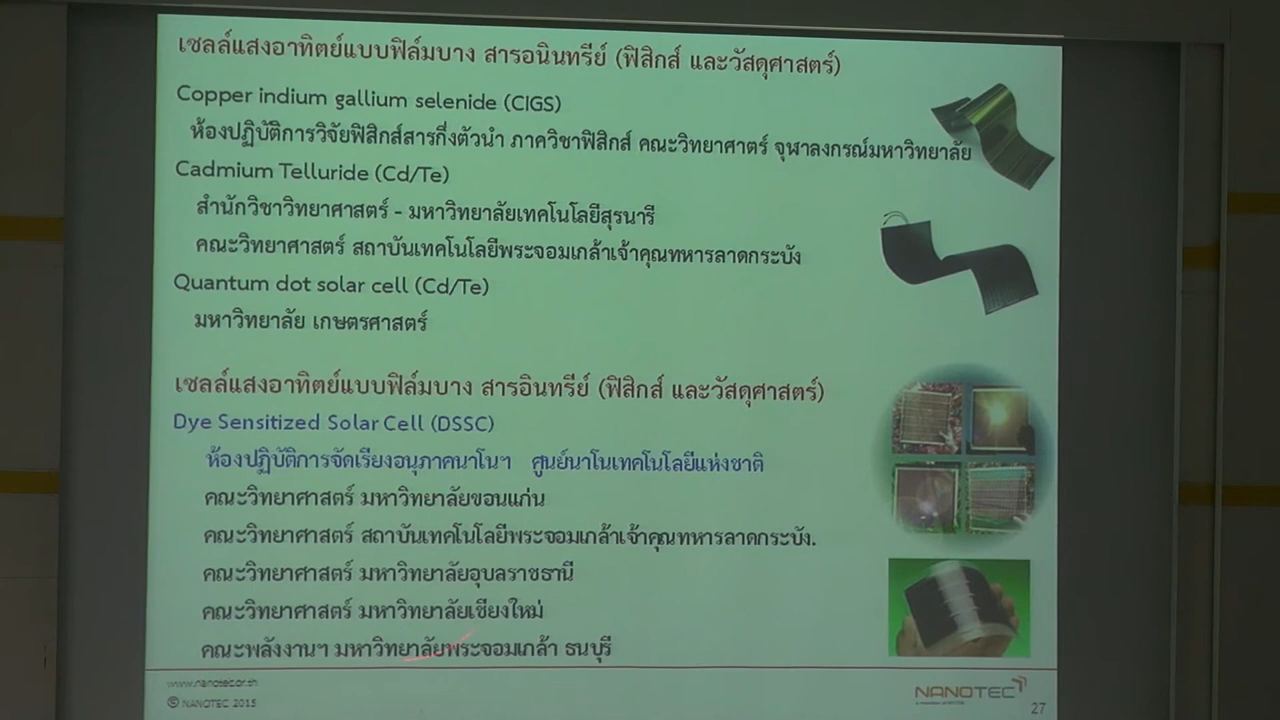 เซลล์แสงอาทิตย์แบบฟิล์มบาง สารอนินทรีย์ (ฟิสิกส์ และวัสดุศาสตร์)
Copper indium gallium selenide (CIGS)
ห้องปฏิบัติการวิจัยฟิสิกส์สารกึ่งตัวนำ ภาควิชาฟิสิกส์ คณะวิทยาศาตร์ จุฬาลงกรณ์มหาวิทยาลัย
Cadmium Telluride (Cd/Te)
สำนักวิชาวิทยาศาสตร์ - มหาวิทยาลัยเทคโนโลยีสุรนารี
คณะวิทยาศาสตร์ สถาบันเทคโนโลยีพระจอมเกล้าเจ้าคุณทหารลาดกระบัง
Quantum dot solar cell (Cd/Te)
มหาวิทยาลัย เกษตรศาสตร์
เซลล์แสงอาทิตย์แบบฟิล์มบาง สารอินทรีย์ (ฟิสิกส์ และวัสดุศาสตร์)
Dye Sensitized Solar Cell (DSSC)
ห้องปฏิบัติการจัดเรียงอนุภาคนาโนฯ ศูนย์นาโนเทคโนโลยีแห่งชาติ
คณะวิทยาศาสตร์ มหาวิทยาลัยขอนแก่น
คณะวิทยาศาสตร์ สถาบันเทคโนโลยีพระจอมเกล้าเจ้าคุณทหารลาดกระบัง.
คณะวิทยาศาสตร์ มหาวิทยาลัยอุบลราชธานี
คณะวิทยาศาสตร์ มหาวิทยาลัยเชียงใหม่
คณะพลังงานฯ มหาวิทยาลัยพระจอมเกล้า ธนบุรี
www.nanotec.or.th
© NANOTEC 2015
NANOTEC
27